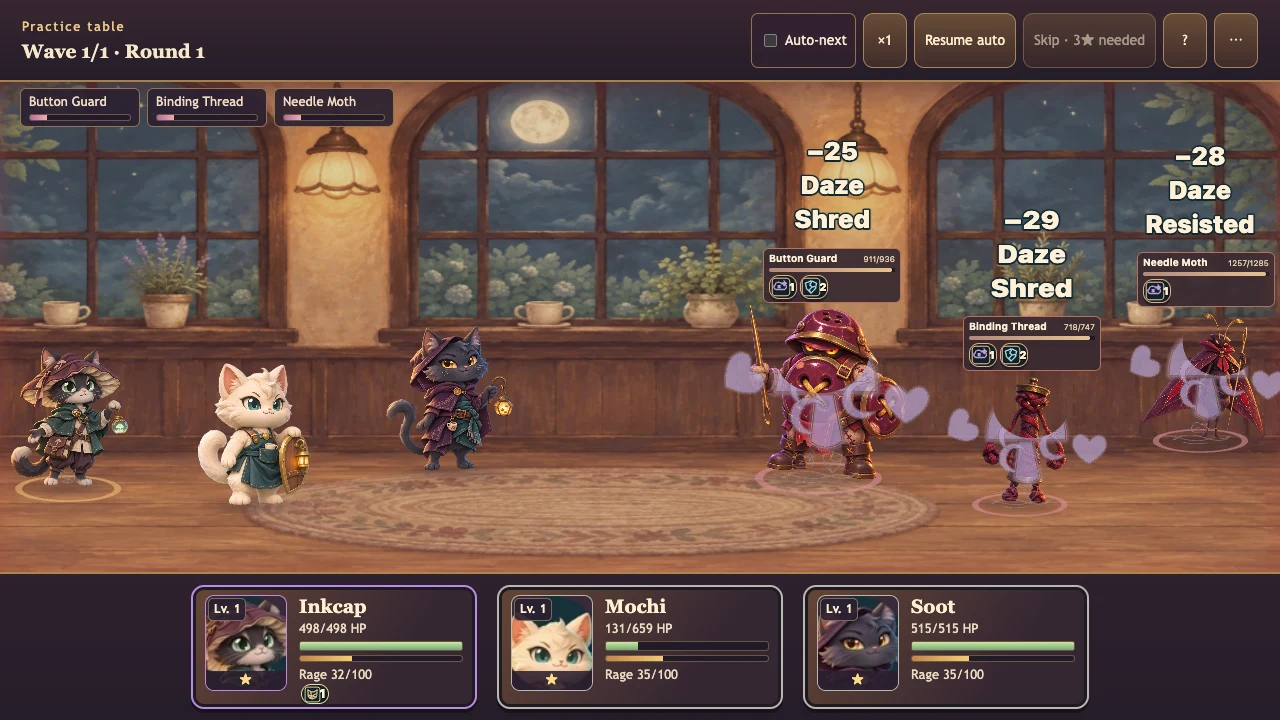 Practice table
Wave 1/1 · Round 1
Auto-next
×1
Resume auto
Skip · 3★ needed
?
···
Button Guard
Binding Thread
Needle Moth
−25
Daze
Shred
−29
Daze
Shred
−28
Daze
Resisted
Button Guard 911/936
1 2
Binding Thread 718/747
1 2
Needle Moth 1257/1285
1
Lv. 1
Inkcap
498/498 HP
Rage 32/100
1
Lv. 1
Mochi
131/659 HP
Rage 35/100
Lv. 1
Soot
515/515 HP
Rage 35/100